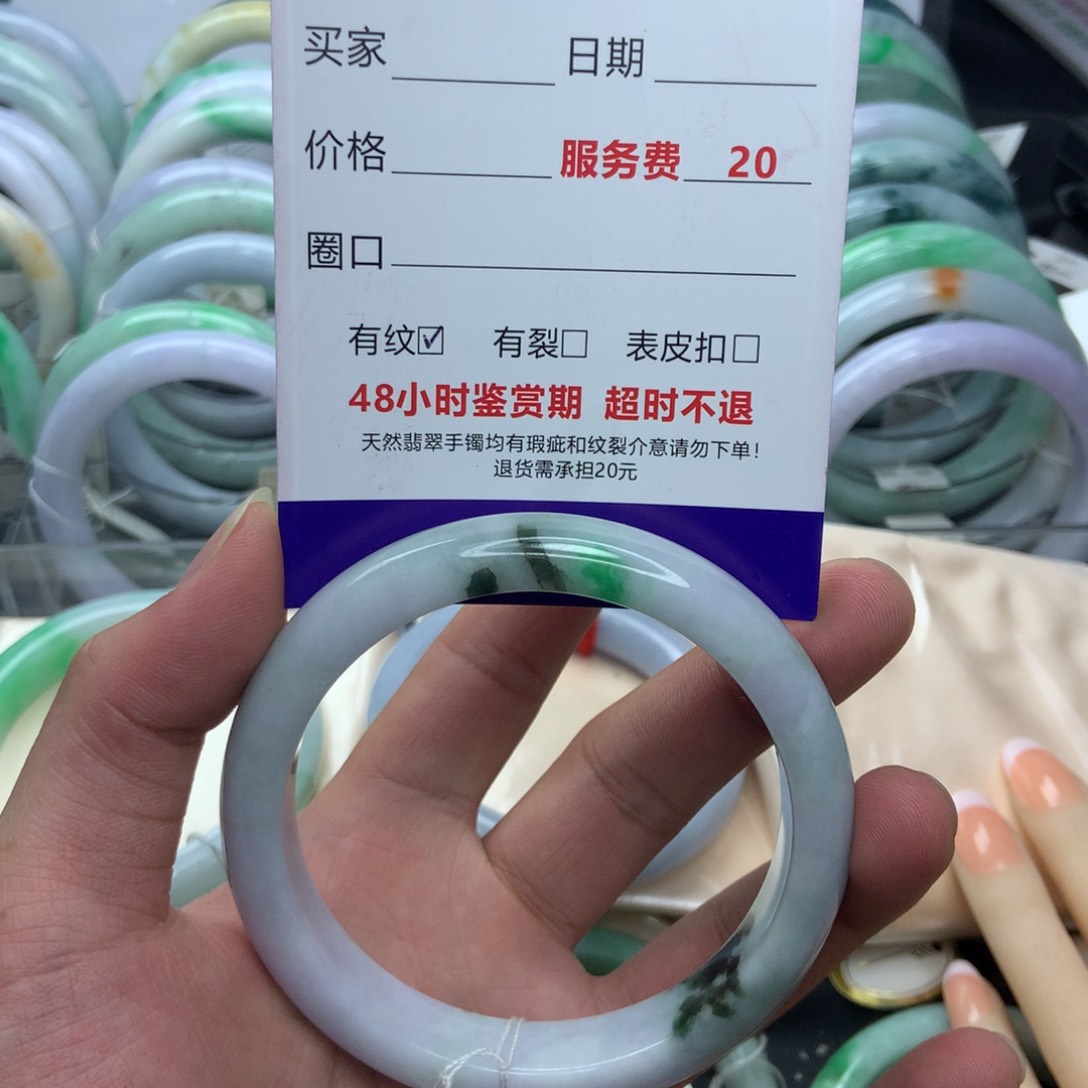 买家 日期
价格 服务费 20
圈口
有纹☑ 有裂□ 表皮扣□
48小时鉴赏期 超时不退
天然翡翠手镯均有瑕疵和纹裂介意请勿下单!
退货需承担20元